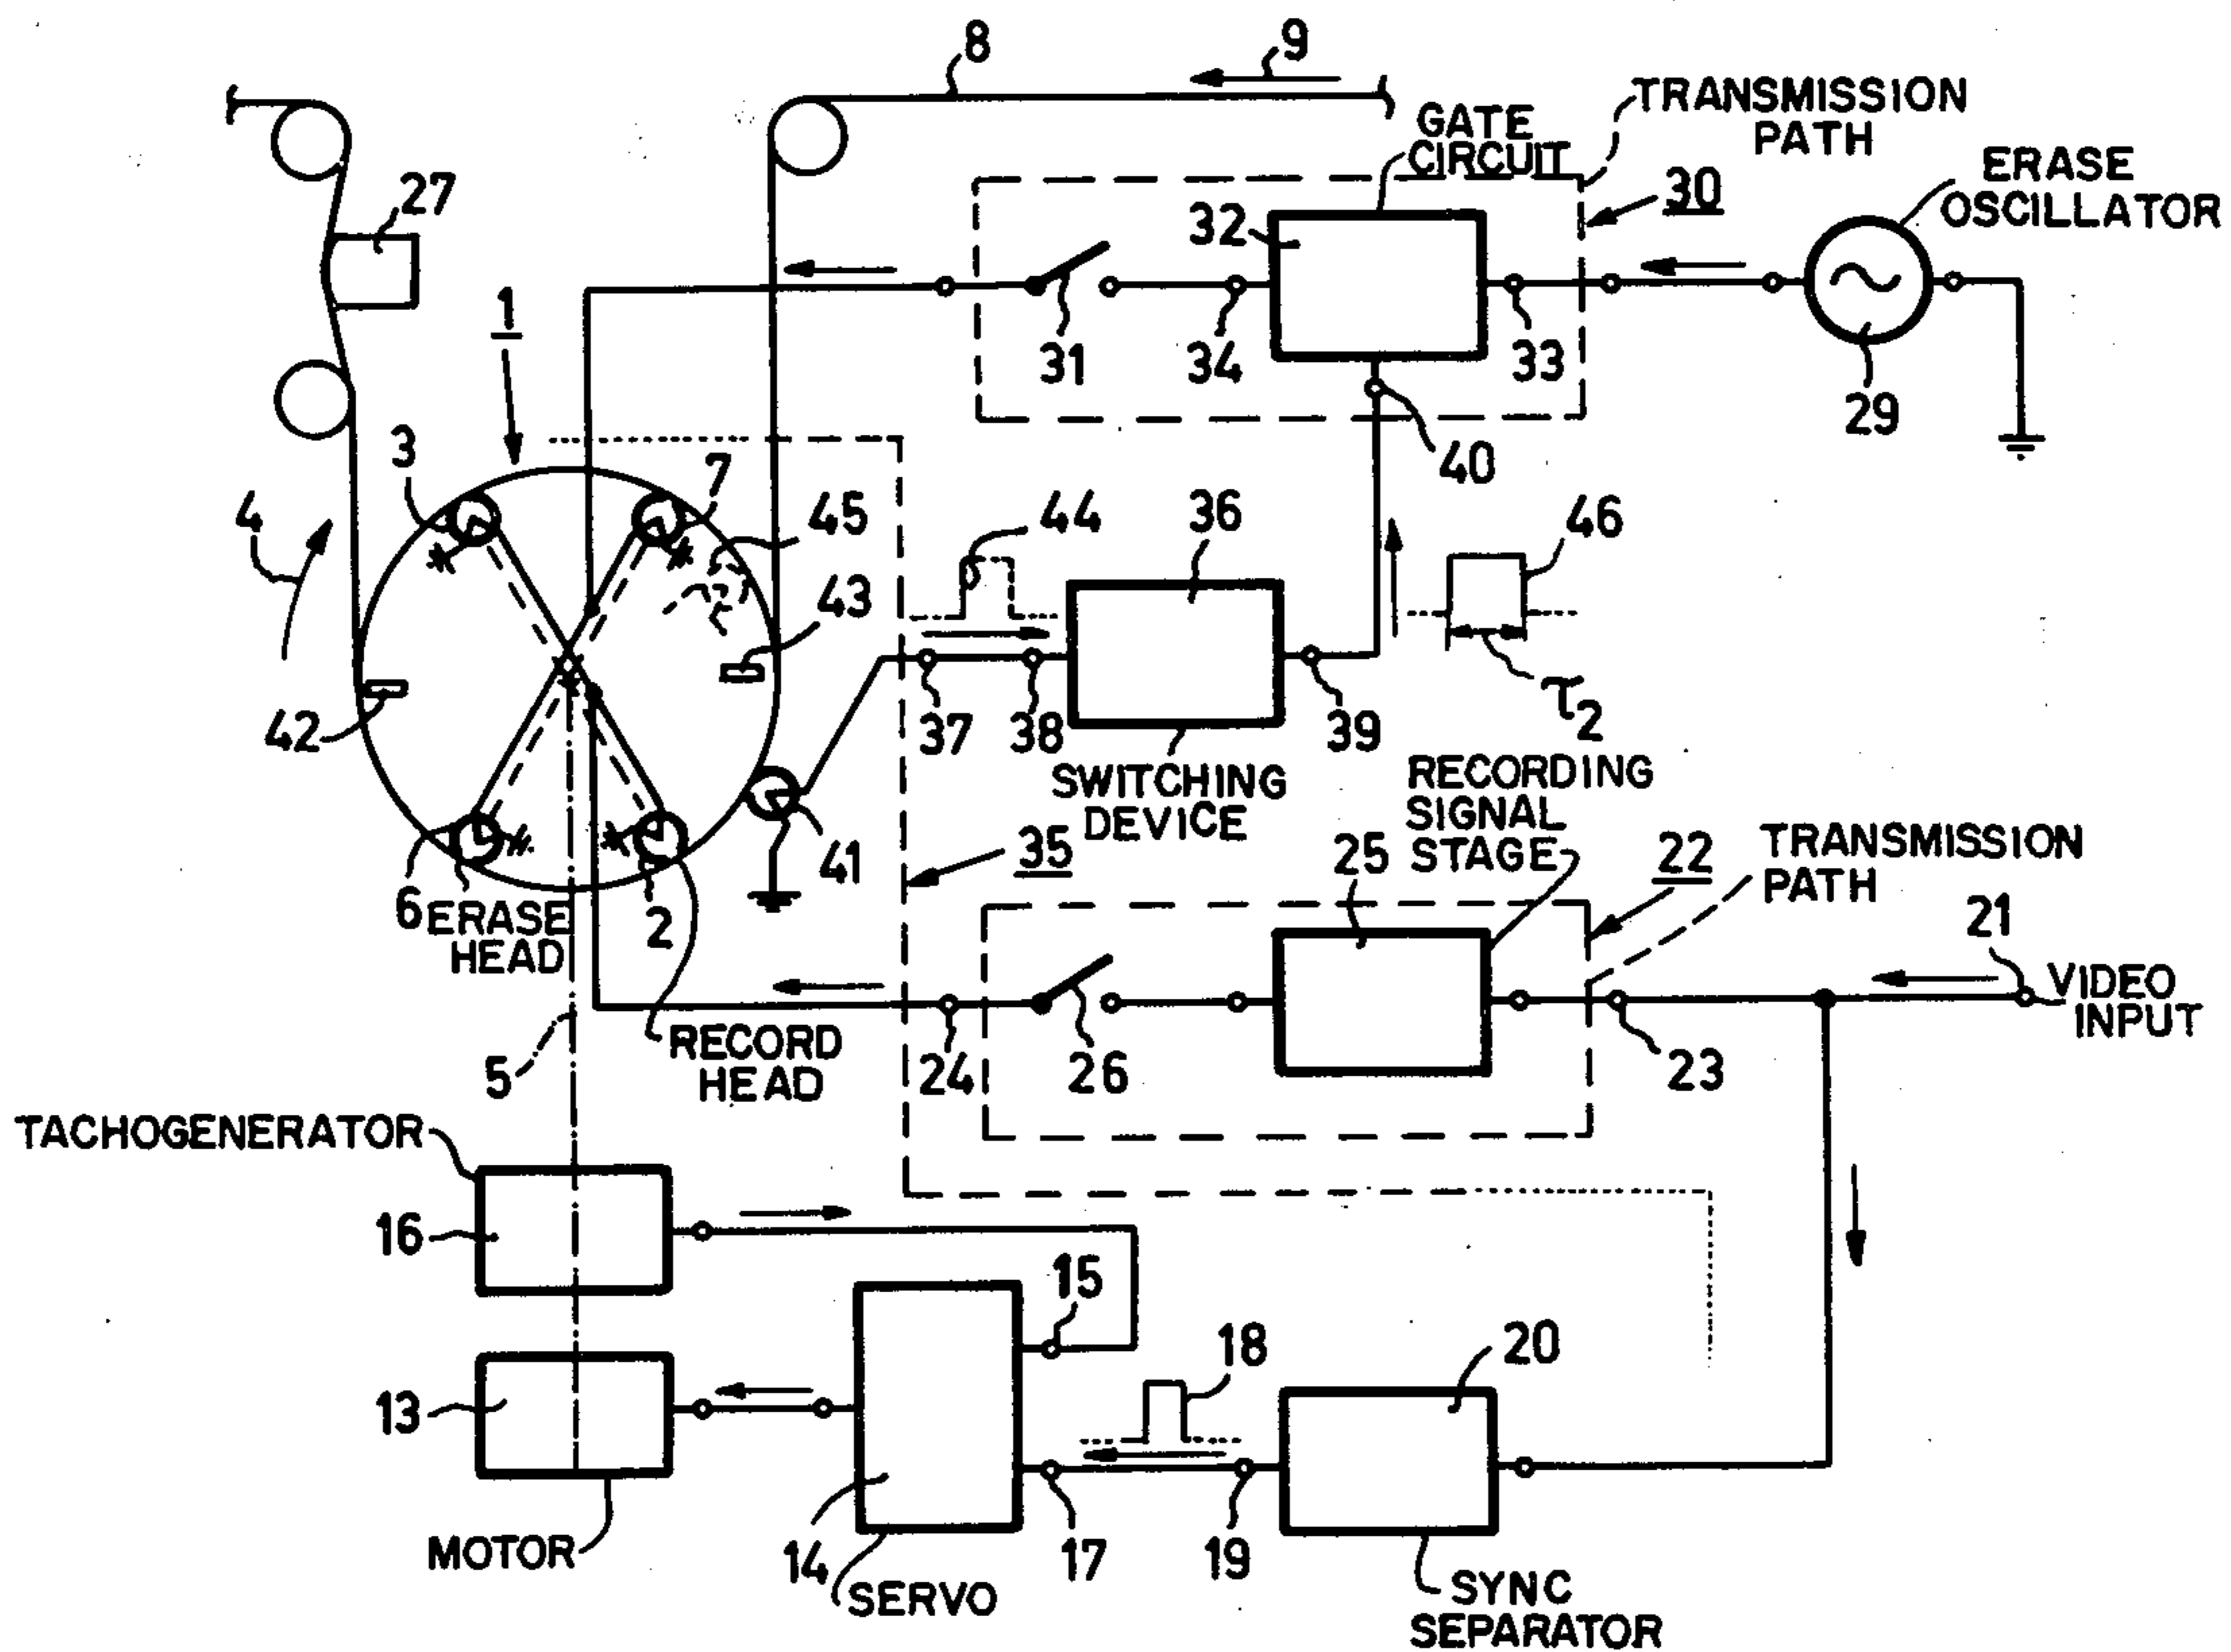 8
9
TRANSMISSION
PATH
GATE
CIRCUIT
30
ERASE
OSCILLATOR
27
32
1
31
34
33
29
3
7
40
4
45
44
36
46
43
42
37
38
39
τ2
SWITCHING
DEVICE
RECORDING
SIGNAL
STAGE
41
35
25
22
TRANSMISSION
PATH
21
6
ERASE
HEAD
2
VIDEO
INPUT
5
RECORD
HEAD
24
26
23
TACHOGENERATOR
16
15
18
20
13
MOTOR
14
SERVO
17
19
SYNC
SEPARATOR